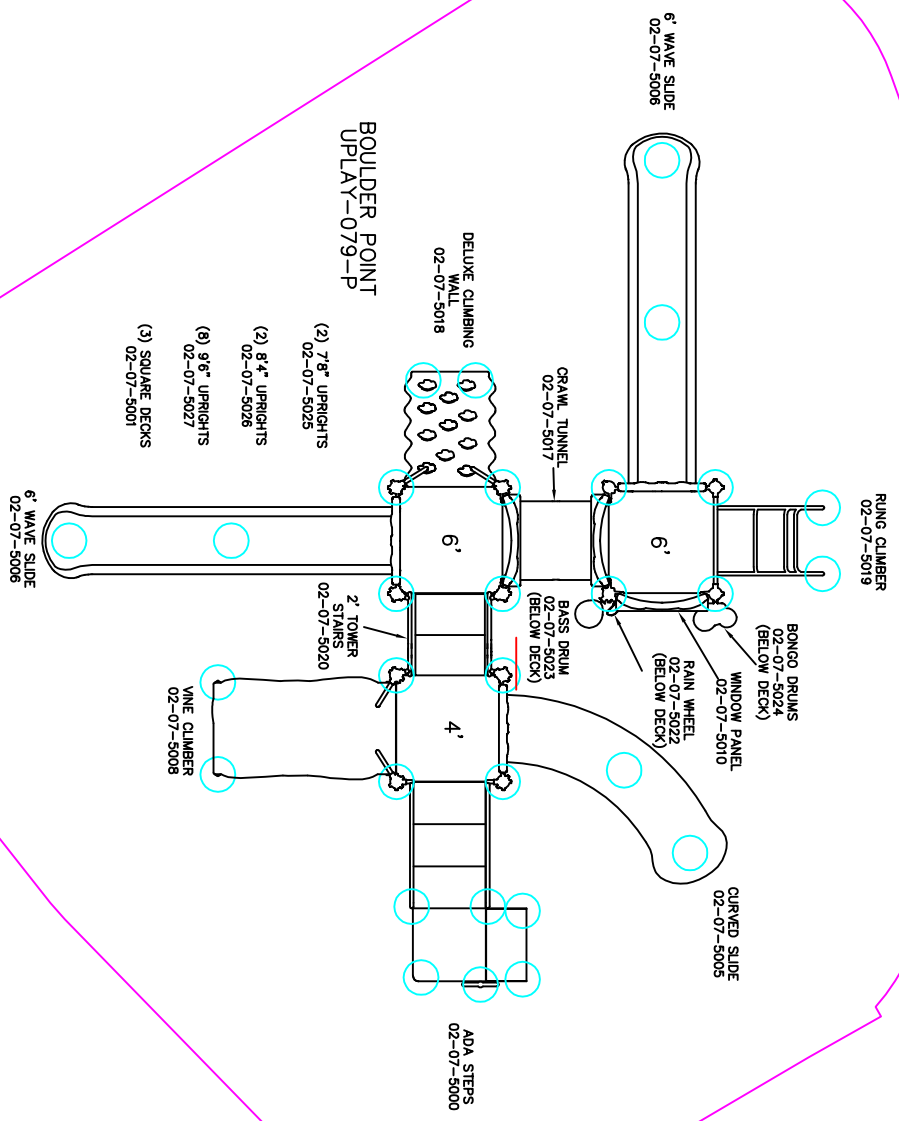 RUNG CLIMBER
02-07-5019
BONGO DRUMS
02-07-5024
(BELOW DECK)
WINDOW PANEL
02-07-5010
RAIN WHEEL
02-07-5022
(BELOW DECK)
CURVED SLIDE
02-07-5005
6' WAVE SLIDE
02-07-5006
6'
CRAWL TUNNEL
02-07-5017
BASS DRUM
02-07-5023
(BELOW DECK)
DELUXE CLIMBING
WALL
02-07-5018
6'
4'
ADA STEPS
02-07-5000
2' TOWER
STAIRS
02-07-5020
BOULDER POINT
UPLAY-079-P
(2) 7'8" UPRIGHTS
02-07-5025
(2) 8'4" UPRIGHTS
02-07-5026
(8) 9'6" UPRIGHTS
02-07-5027
(3) SQUARE DECKS
02-07-5001
VINE CLIMBER
02-07-5008
6' WAVE SLIDE
02-07-5006